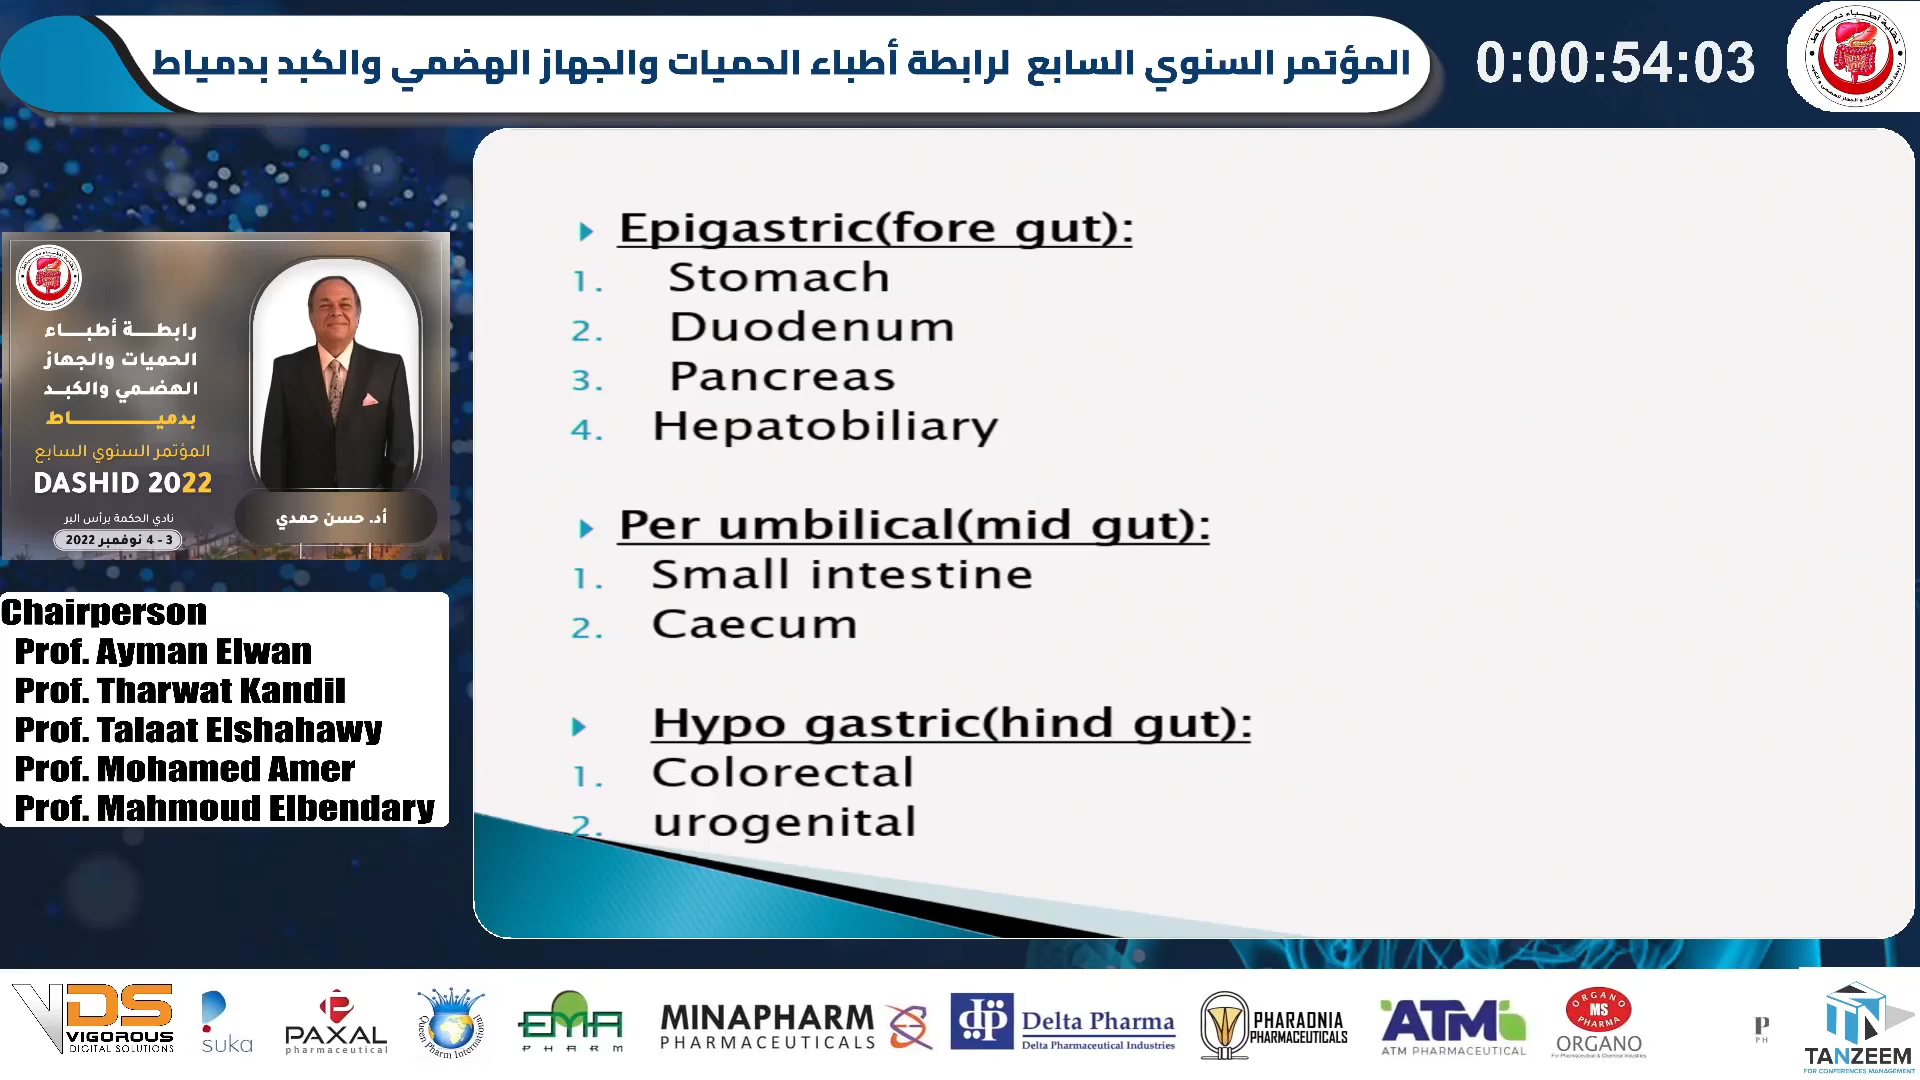 المؤتمر السنوي السابع لرابطة أطباء الحميات والجهاز الهضمي والكبد بدمياط
0:00:54:03
رابطة أطباء
الحميات والجهاز
الهضمي والكبد
بدمياط
المؤتمر السنوي السابع
DASHID 2022
نادي الحكمة برأس البر
3 - 4 نوفمبر 2022
أ.د. حسن حمدي
Chairperson
Prof. Ayman Elwan
Prof. Tharwat Kandil
Prof. Talaat Elshahawy
Prof. Mohamed Amer
Prof. Mahmoud Elbendary
Epigastric(fore gut):
1. Stomach
2. Duodenum
3. Pancreas
4. Hepatobiliary
Per umbilical(mid gut):
1. Small intestine
2. Caecum
Hypo gastric(hind gut):
1. Colorectal
2. urogenital
VDS
VIGOROUS
DIGITAL SOLUTIONS
suka
PAXAL
pharmaceutical
Queen Pharm International
EMA
PHARM
MINAPHARM
PHARMACEUTICALS
Delta Pharma
Delta Pharmaceutical Industries
PHARADNIA
PHARMACEUTICALS
ATM
ATM PHARMACEUTICAL
ORGANO
MS
PHARMA
ORGANO
For Pharmaceutical & Chemical Industries
P
PH
TANZEEM
FOR CONFERENCES MANAGEMENT